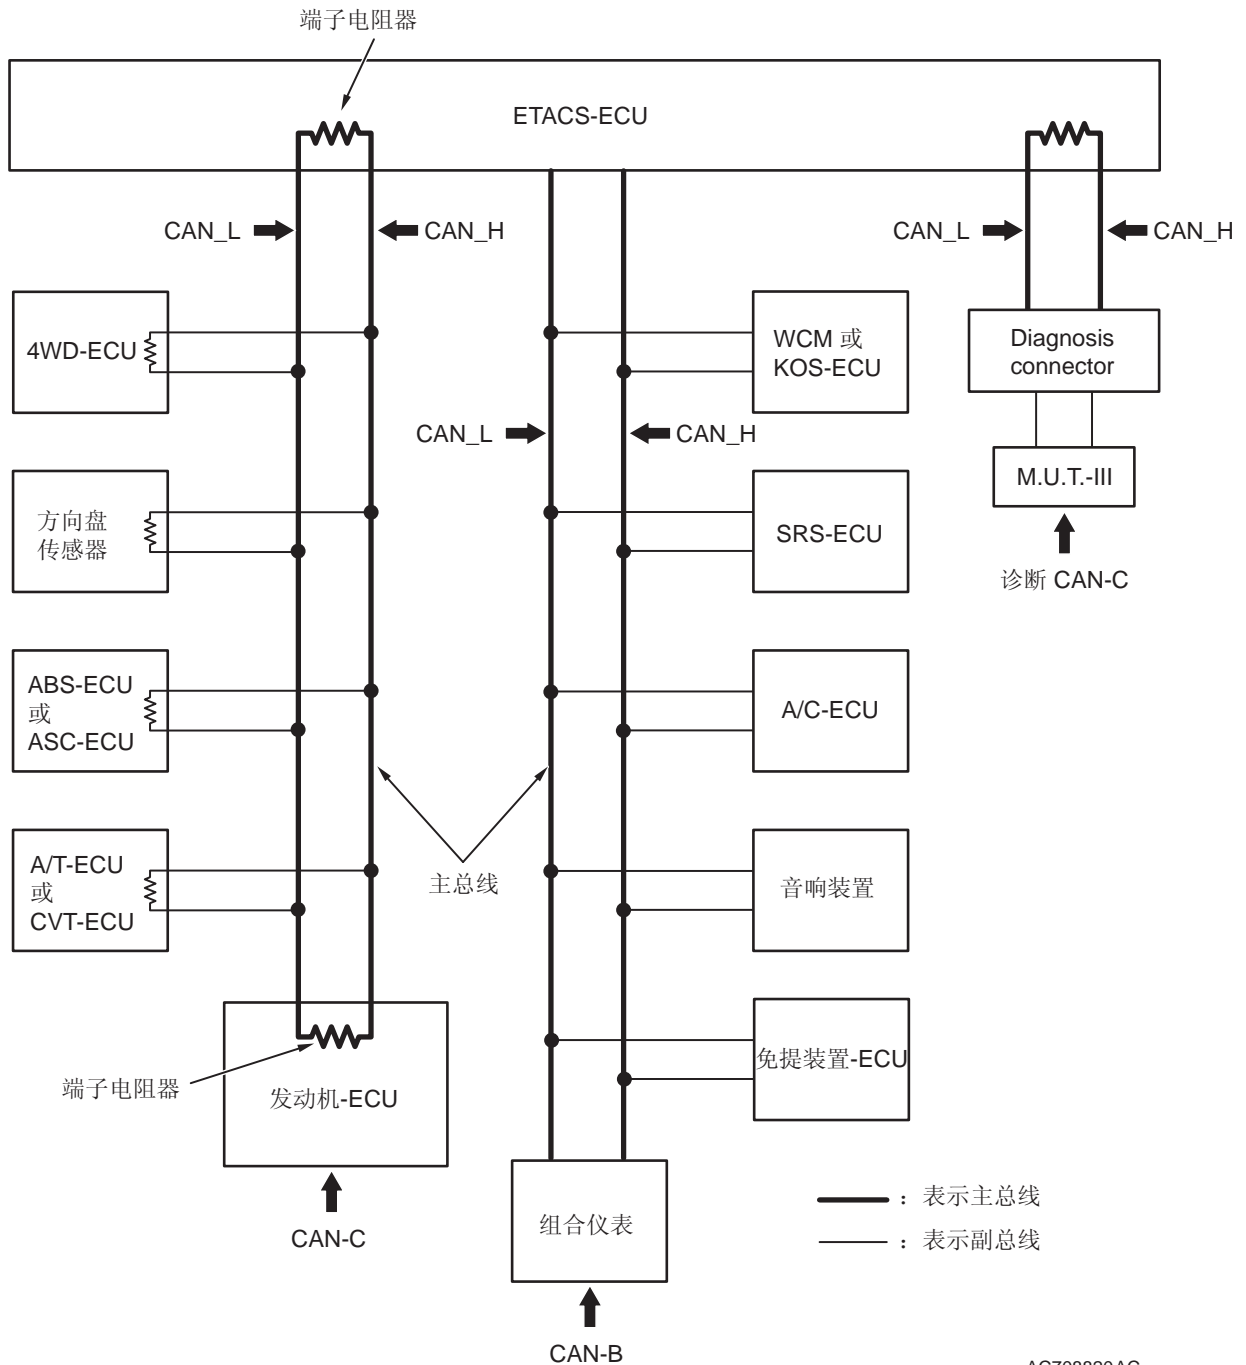 端子电阻器
ETACS-ECU
CAN_L
CAN_H
CAN_L
CAN_H
4WD-ECU
WCM 或
KOS-ECU
Diagnosis
connector
CAN_L
CAN_H
M.U.T.-III
方向盘
传感器
SRS-ECU
诊断 CAN-C
ABS-ECU
或
ASC-ECU
A/C-ECU
A/T-ECU
或
CVT-ECU
主总线
音响装置
端子电阻器
发动机-ECU
免提装置-ECU
CAN-C
组合仪表
：表示主总线
：表示副总线
CAN-B